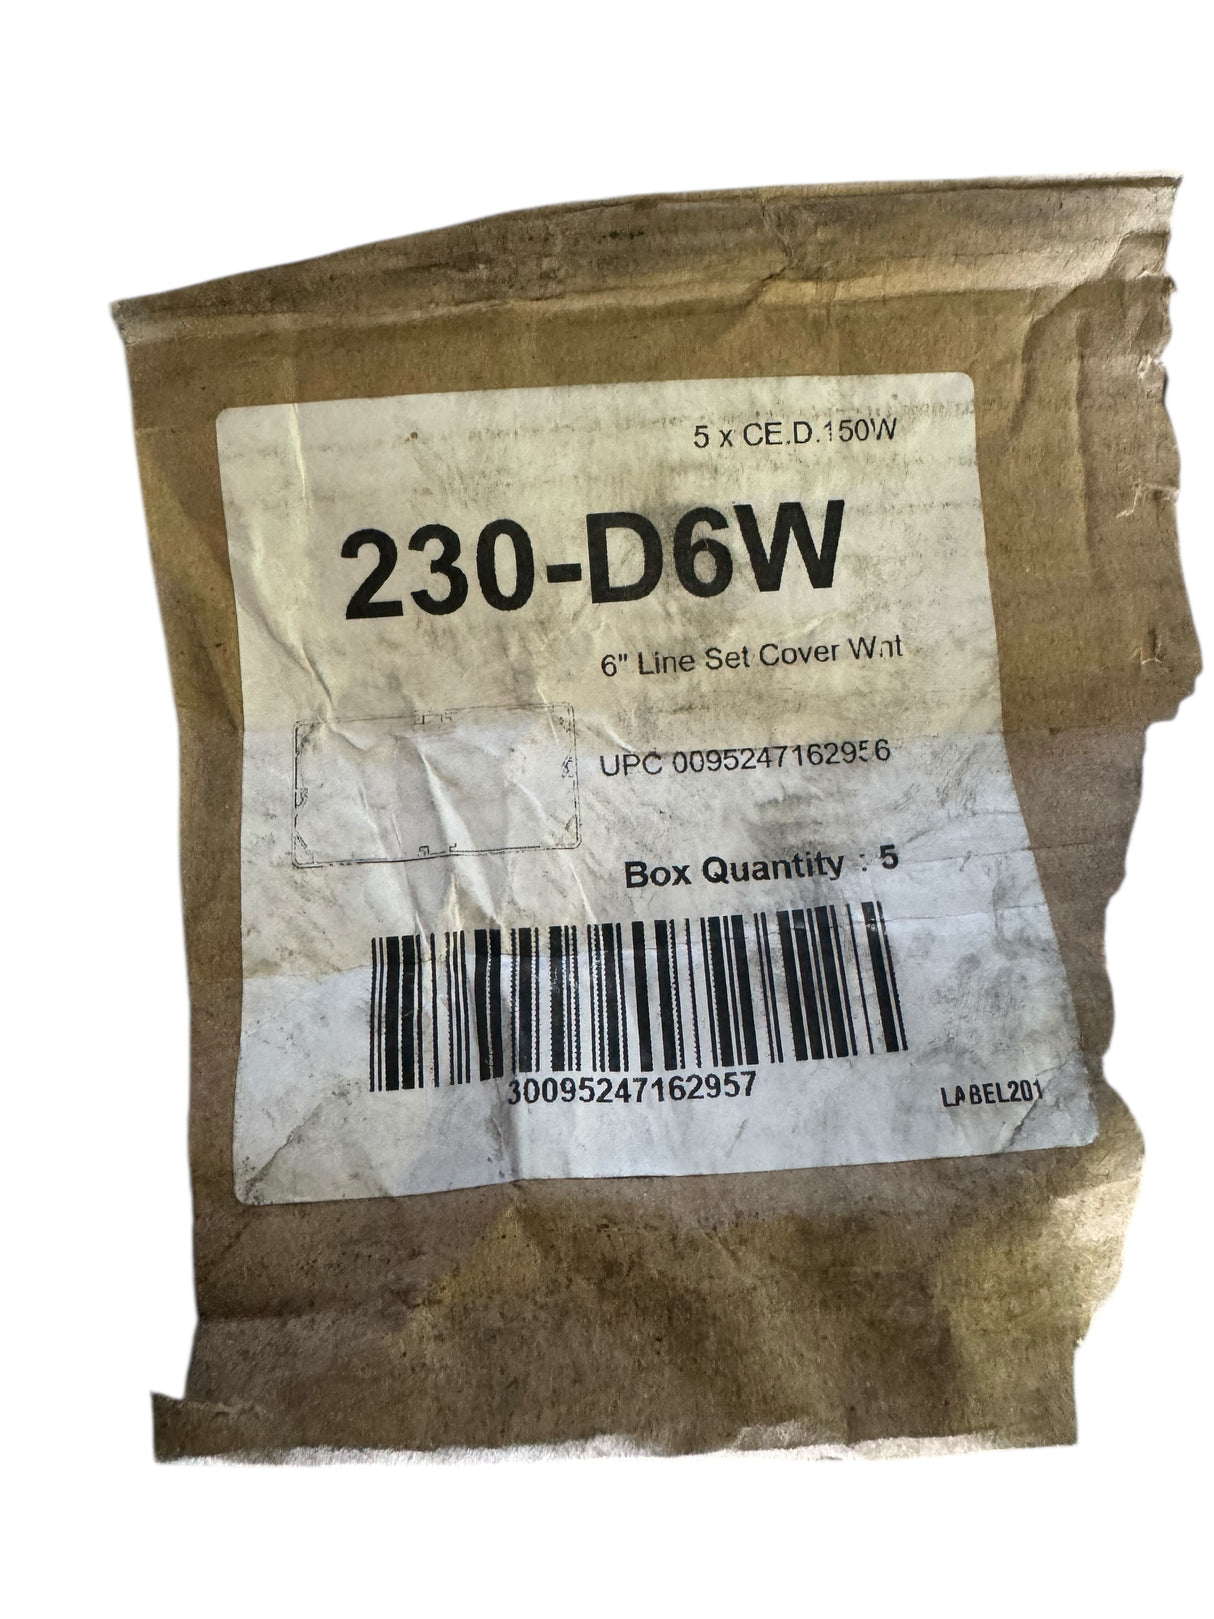 5 x CE.D.150W
230-D6W
6" Line Set Cover Wht
UPC 0095247162956
Box Quantity : 5
30095247162957
LABEL201